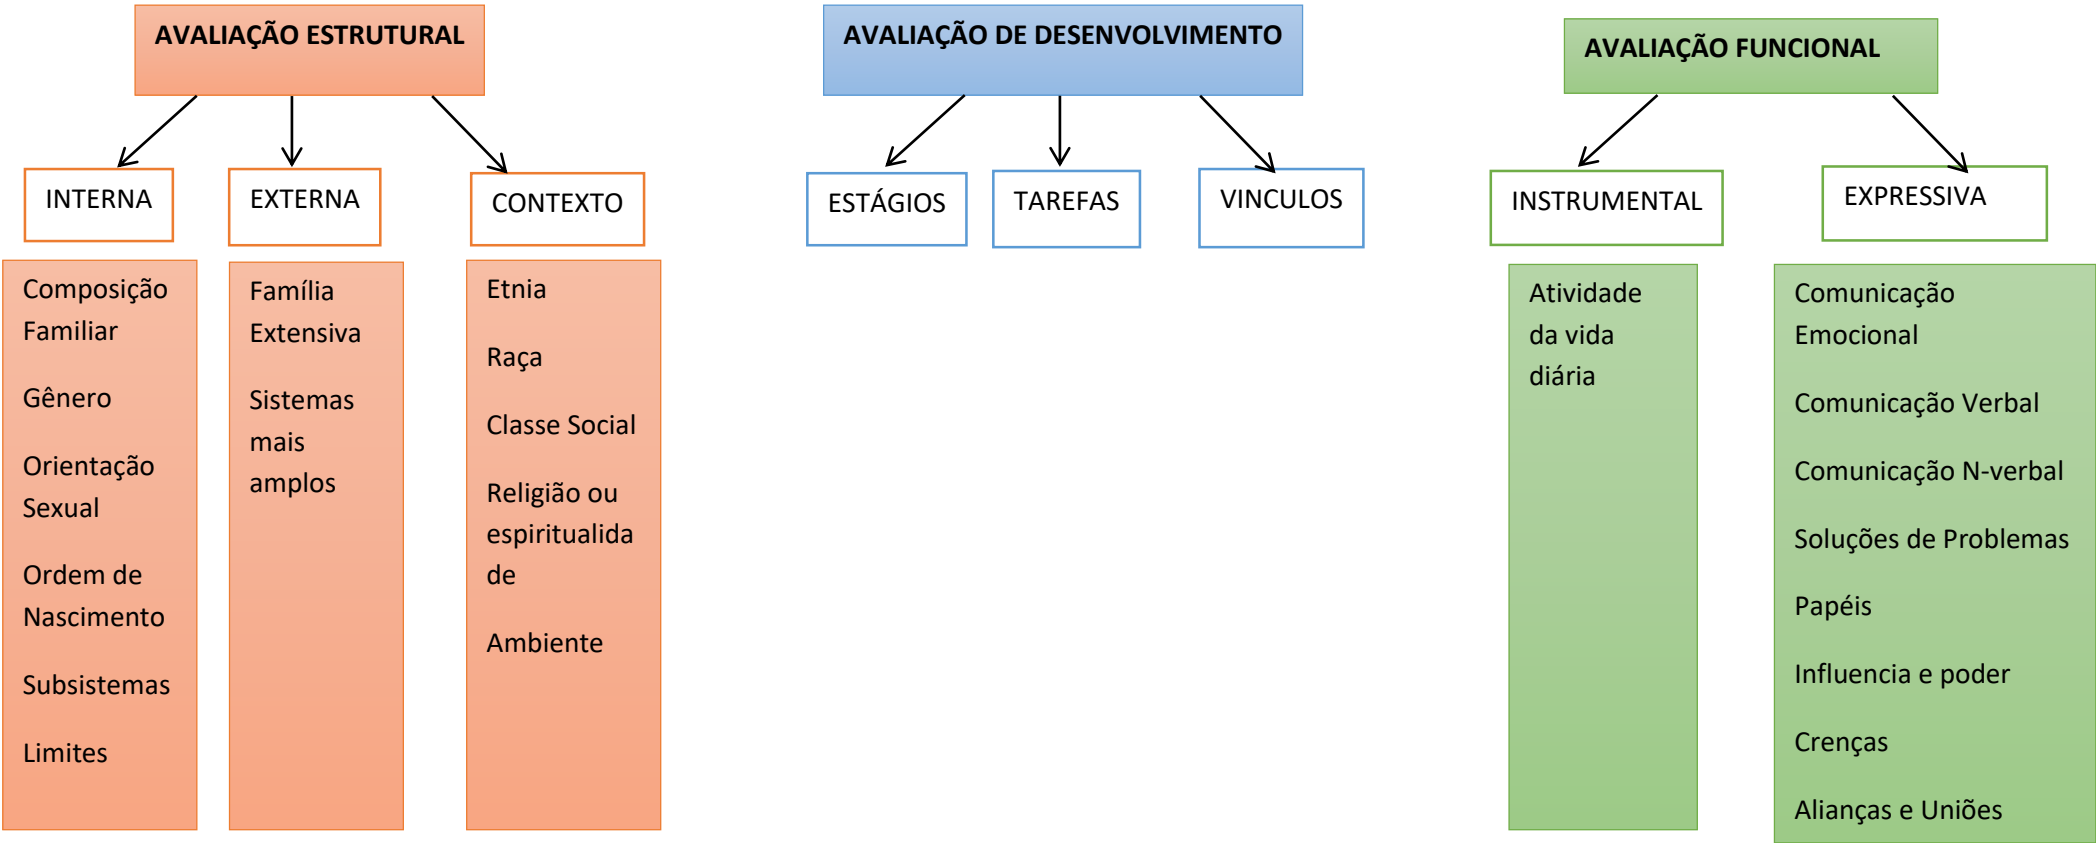 AVALIAÇÃO ESTRUTURAL
INTERNA
EXTERNA
CONTEXTO
Composição
Familiar
Gênero
Orientação
Sexual
Ordem de
Nascimento
Subsistemas
Limites
Família
Extensiva
Sistemas
mais
amplos
Etnia
Raça
Classe Social
Religião ou
espiritualida
de
Ambiente
AVALIAÇÃO DE DESENVOLVIMENTO
ESTÁGIOS
TAREFAS
VINCULOS
AVALIAÇÃO FUNCIONAL
INSTRUMENTAL
EXPRESSIVA
Atividade
da vida
diária
Comunicação
Emocional
Comunicação Verbal
Comunicação N-verbal
Soluções de Problemas
Papéis
Influencia e poder
Crenças
Alianças e Uniões